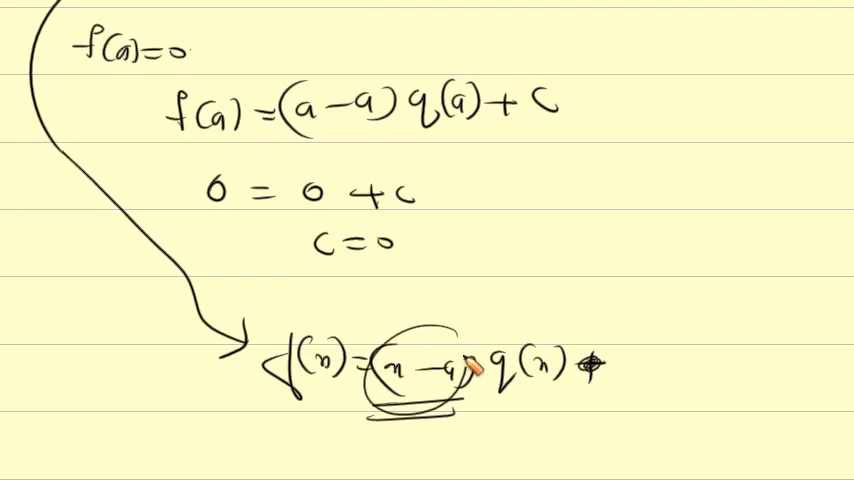 f(a)=0
f(a) =(a-a) q(a)+ c
0 = 0 + c
c=0
f(x)=(x-a) q(x)